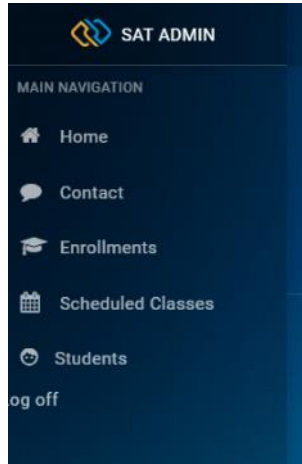 SAT ADMIN
MAIN NAVIGATION
Home
Contact
Enrollments
Scheduled Classes
Students
og off